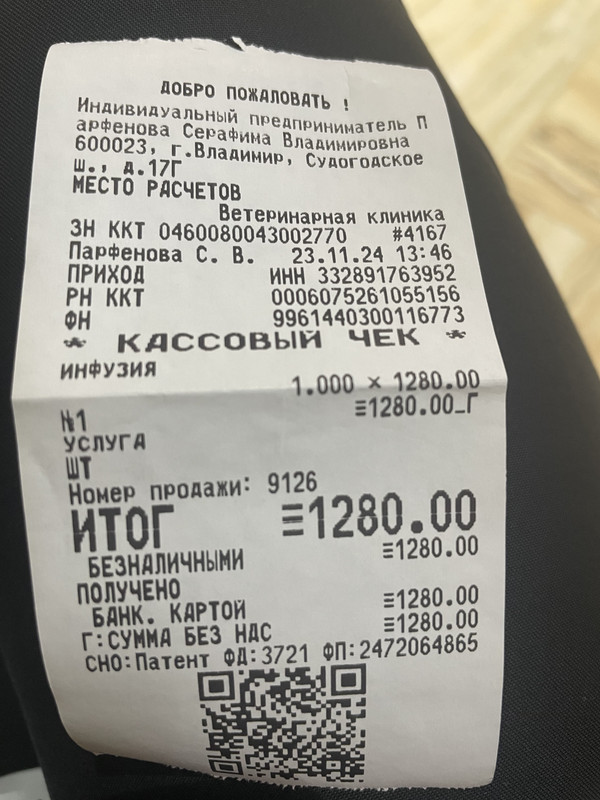 ДОБРО ПОЖАЛОВАТЬ !
Индивидуальный предприниматель П
арфенова Серафима Владимировна
600023, г.Владимир, Судогодское
ш., д.17Г
МЕСТО РАСЧЕТОВ
Ветеринарная клиника
ЗН ККТ 0460080043002770 #4167
Парфенова С. В. 23.11.24 13:46
ПРИХОД ИНН 332891763952
РН ККТ 0006075261055156
ФН 9961440300116773
* КАССОВЫЙ ЧЕК *
ИНФУЗИЯ
1.000 × 1280.00
≡1280.00_Г
№1
УСЛУГА
ШТ
Номер продажи: 9126
ИТОГ ≡1280.00
БЕЗНАЛИЧНЫМИ ≡1280.00
ПОЛУЧЕНО
БАНК. КАРТОЙ ≡1280.00
Г:СУММА БЕЗ НДС ≡1280.00
СНО:Патент ФД:3721 ФП:2472064865